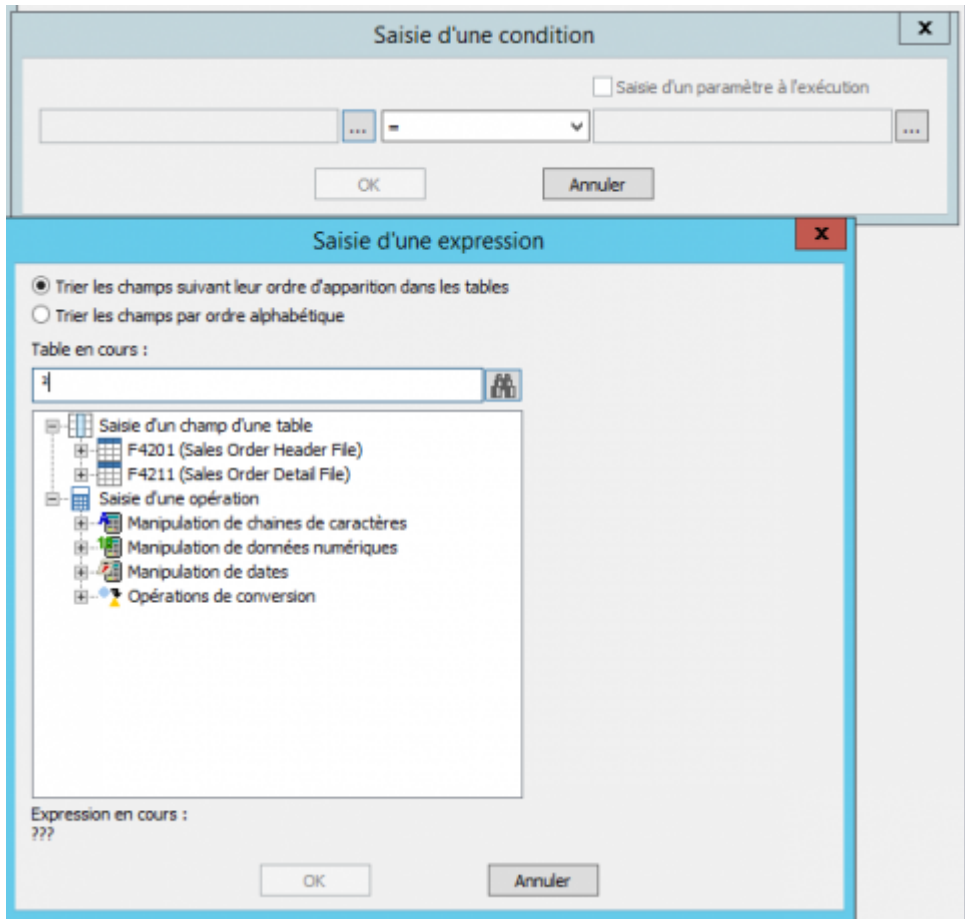 Saisie d'une condition
x
Saisie d'un paramètre à l'exécution
... = ...
OK Annuler
Saisie d'une expression
x
Trier les champs suivant leur ordre d'apparition dans les tables
Trier les champs par ordre alphabétique
Table en cours :
Saisie d'un champ d'une table
F4201 (Sales Order Header File)
F4211 (Sales Order Detail File)
Saisie d'une opération
Manipulation de chaines de caractères
Manipulation de données numériques
Manipulation de dates
Opérations de conversion
Expression en cours :
???
OK Annuler